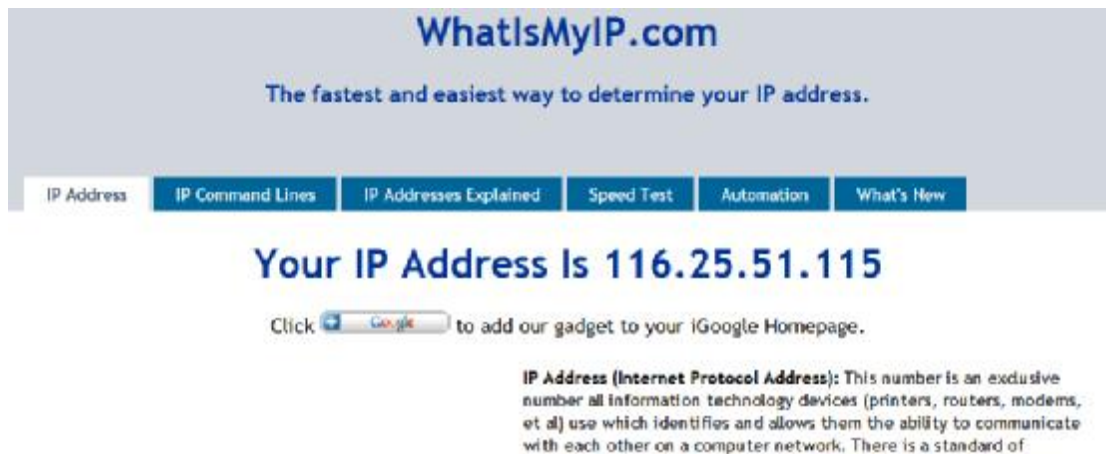 WhatIsMyIP.com
The fastest and easiest way to determine your IP address.
IP Address IP Command Lines IP Addresses Explained Speed Test Automation What's New
Your IP Address Is 116.25.51.115
Click Google to add our gadget to your iGoogle Homepage.
IP Address (Internet Protocol Address): This number is an exclusive
number all information technology devices (printers, routers, modems,
et al) use which identifies and allows them the ability to communicate
with each other on a computer network. There is a standard of